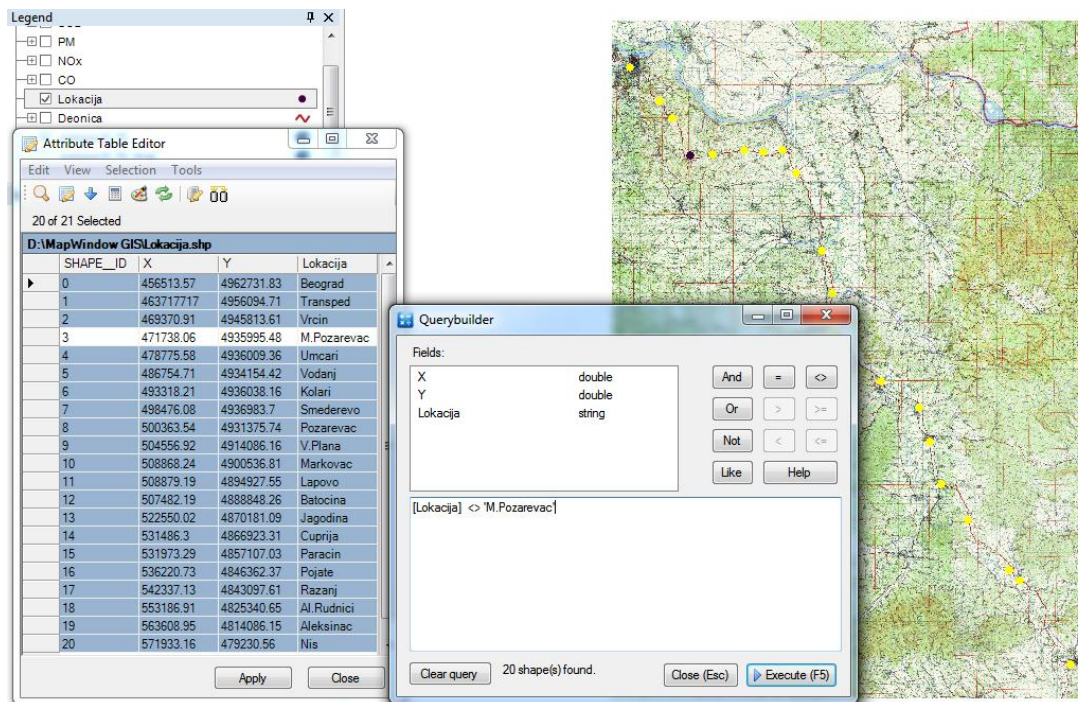 Legend
PM
NOx
CO
Lokacija
Deonica
Attribute Table Editor
Edit View Selection Tools
20 of 21 Selected
D:\MapWindow GIS\Lokacija.shp
SHAPE__ID X Y Lokacija
0 456513.57 4962731.83 Beograd
1 463717717 4956094.71 Transped
2 469370.91 4945813.61 Vrcin
3 471738.06 4935995.48 M.Pozarevac
4 478775.58 4936009.36 Umcari
5 486754.71 4934154.42 Vodanj
6 493318.21 4936038.16 Kolari
7 498476.08 4936983.7 Smederevo
8 500363.54 4931375.74 Pozarevac
9 504556.92 4914086.16 V.Plana
10 508868.24 4900536.81 Markovac
11 508879.19 4894927.55 Lapovo
12 507482.19 4888848.26 Batocina
13 522550.02 4870181.09 Jagodina
14 531486.3 4866923.31 Cuprija
15 531973.29 4857107.03 Paracin
16 536220.73 4846362.37 Pojate
17 542337.13 4843097.61 Razanj
18 553186.91 4825340.65 Al.Rudnici
19 563608.95 4814086.15 Aleksinac
20 571933.16 479230.56 Nis
Apply Close
Querybuilder
Fields:
X double
Y double
Lokacija string
And = <>
Or > >=
Not < <=
Like Help
[Lokacija] <> 'M.Pozarevac'
Clear query 20 shape(s) found. Close (Esc) Execute (F5)